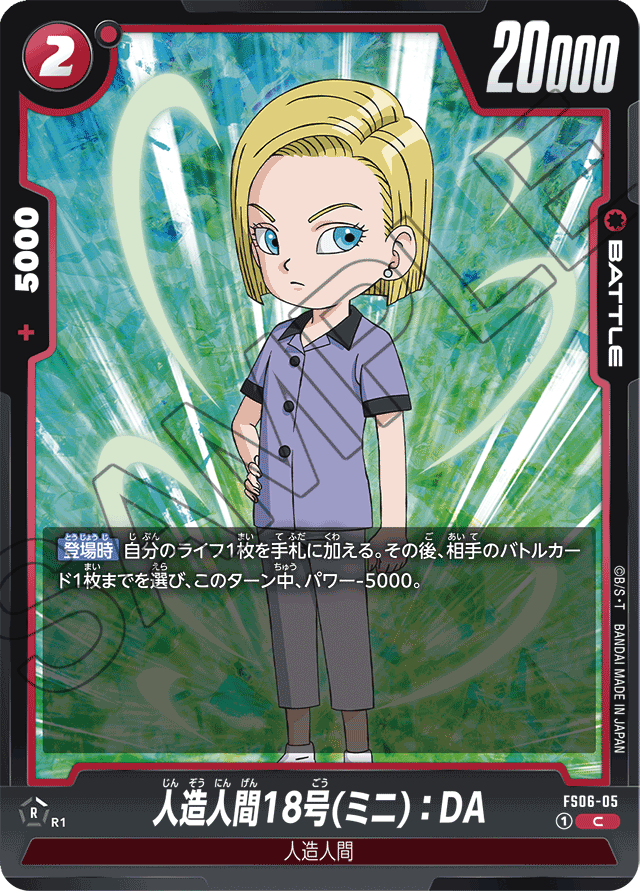 2
20000
+ 5000
BATTLE
SAMPLE
登場時 自分のライフ1枚を手札に加える。その後、相手のバトルカー
ド1枚までを選び、このターン中、パワー-5000。
©B/S・T BANDAI MADE IN JAPAN
人造人間18号(ミニ):DA
R R1
FS06-05
1 C
人造人間